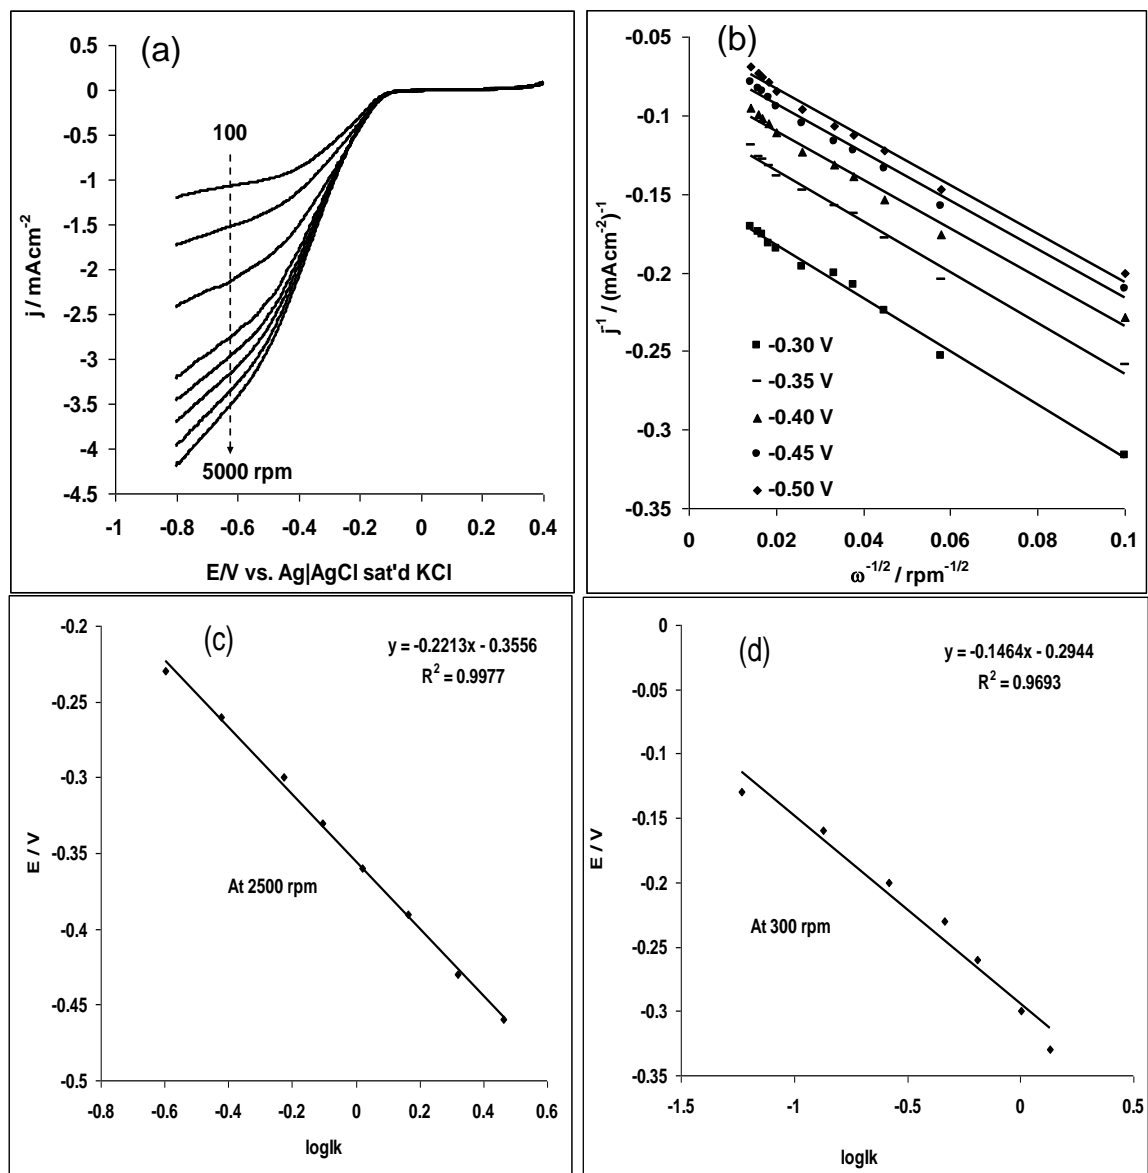 (a)
0.5
0
-0.5
-1
-1.5
-2
-2.5
-3
-3.5
-4
-4.5
-1
-0.8
-0.6
-0.4
-0.2
0
0.2
0.4
j / mAcm-2
E/V vs. Ag|AgCl sat'd KCl
100
5000 rpm
(b)
-0.05
-0.1
-0.15
-0.2
-0.25
-0.3
-0.35
0
0.02
0.04
0.06
0.08
0.1
j-1 / (mAcm-2)-1
ω-1/2 / rpm-1/2
-0.30 V
-0.35 V
-0.40 V
-0.45 V
-0.50 V
(c)
y = -0.2213x - 0.3556
R2 = 0.9977
-0.2
-0.25
-0.3
-0.35
-0.4
-0.45
-0.5
-0.8
-0.6
-0.4
-0.2
0
0.2
0.4
0.6
E / V
At 2500 rpm
logIk
(d)
y = -0.1464x - 0.2944
R2 = 0.9693
0
-0.05
-0.1
-0.15
-0.2
-0.25
-0.3
-0.35
-1.5
-1
-0.5
0
0.5
E / V
At 300 rpm
logIk